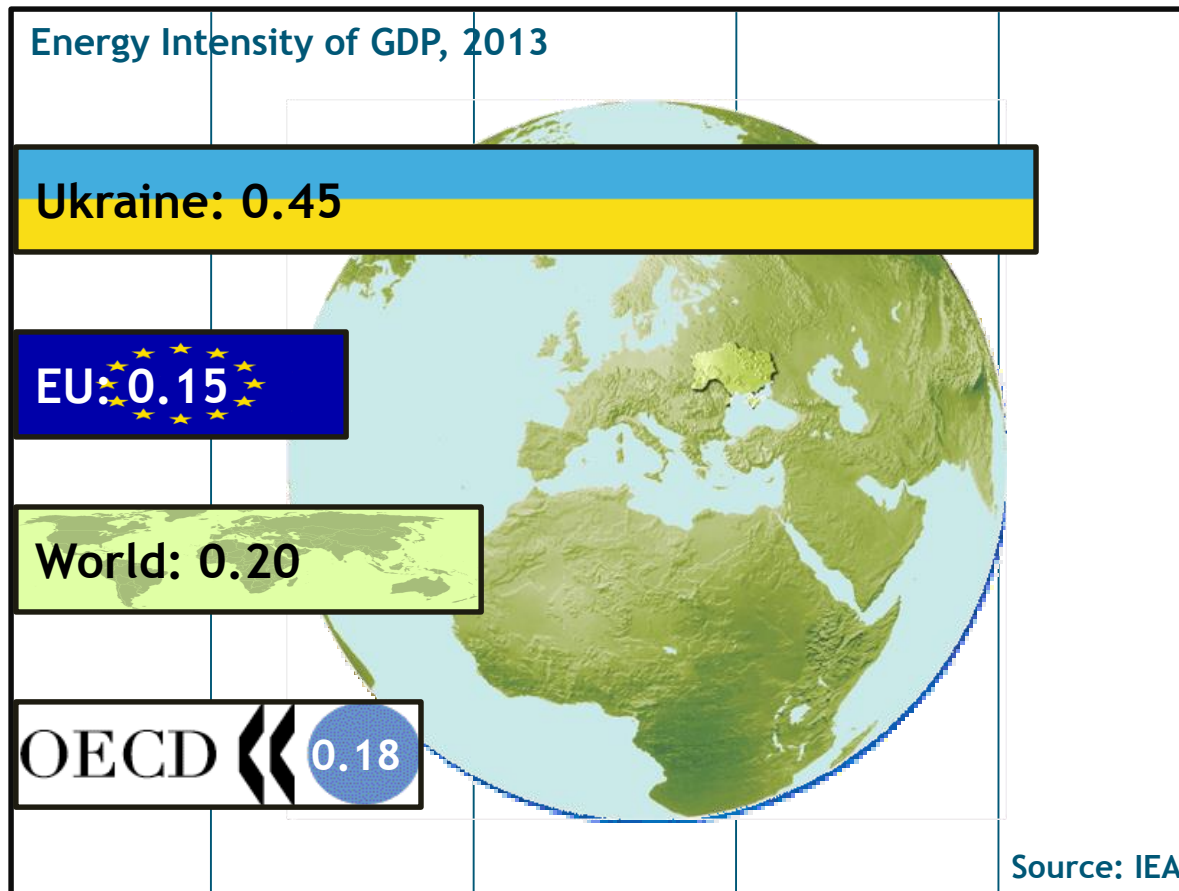 Energy Intensity of GDP, 2013
Ukraine: 0.45
EU: 0.15
World: 0.20
OECD 0.18
Source: IEA